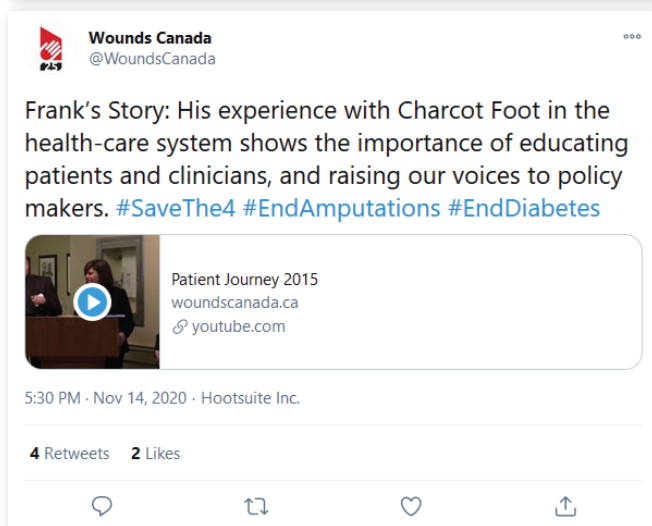 Wounds Canada
@WoundsCanada
25
Frank’s Story: His experience with Charcot Foot in the
health-care system shows the importance of educating
patients and clinicians, and raising our voices to policy
makers. #SaveThe4 #EndAmputations #EndDiabetes
Patient Journey 2015
woundscanada.ca
youtube.com
5:30 PM · Nov 14, 2020 · Hootsuite Inc.
4 Retweets 2 Likes